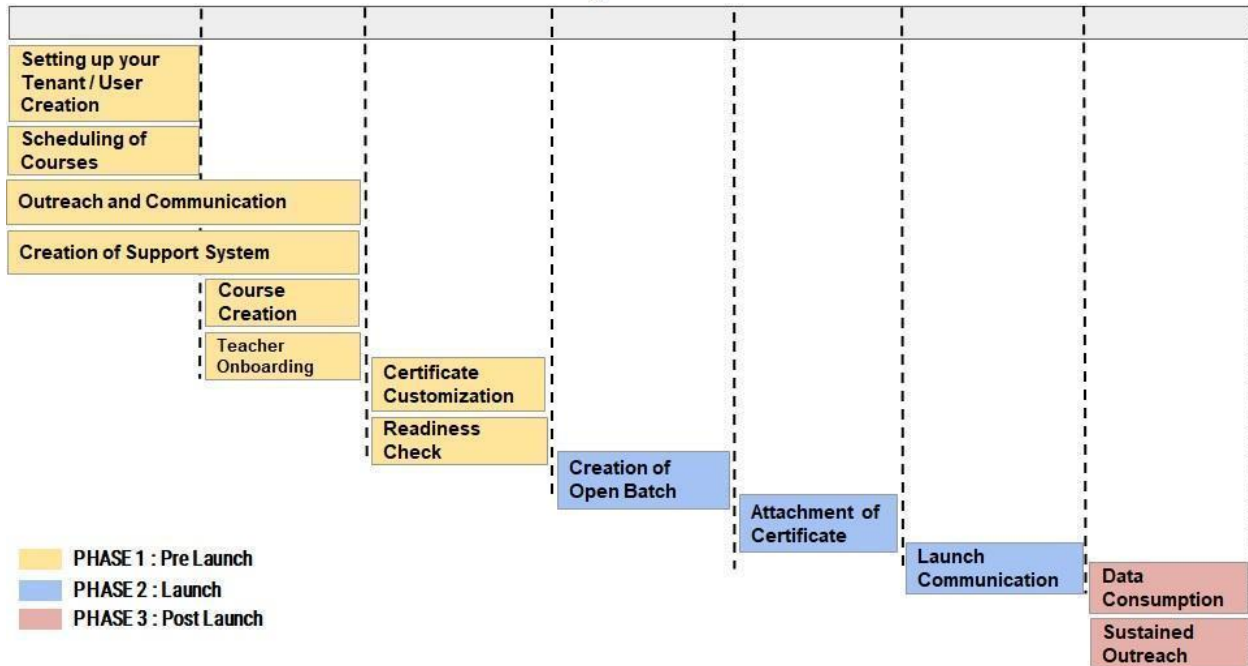 Setting up your
Tenant / User
Creation
Scheduling of
Courses
Outreach and Communication
Creation of Support System
Course
Creation
Teacher
Onboarding
Certificate
Customization
Readiness
Check
Creation of
Open Batch
Attachment of
Certificate
Launch
Communication
Data
Consumption
Sustained
Outreach
PHASE 1 : Pre Launch
PHASE 2 : Launch
PHASE 3 : Post Launch